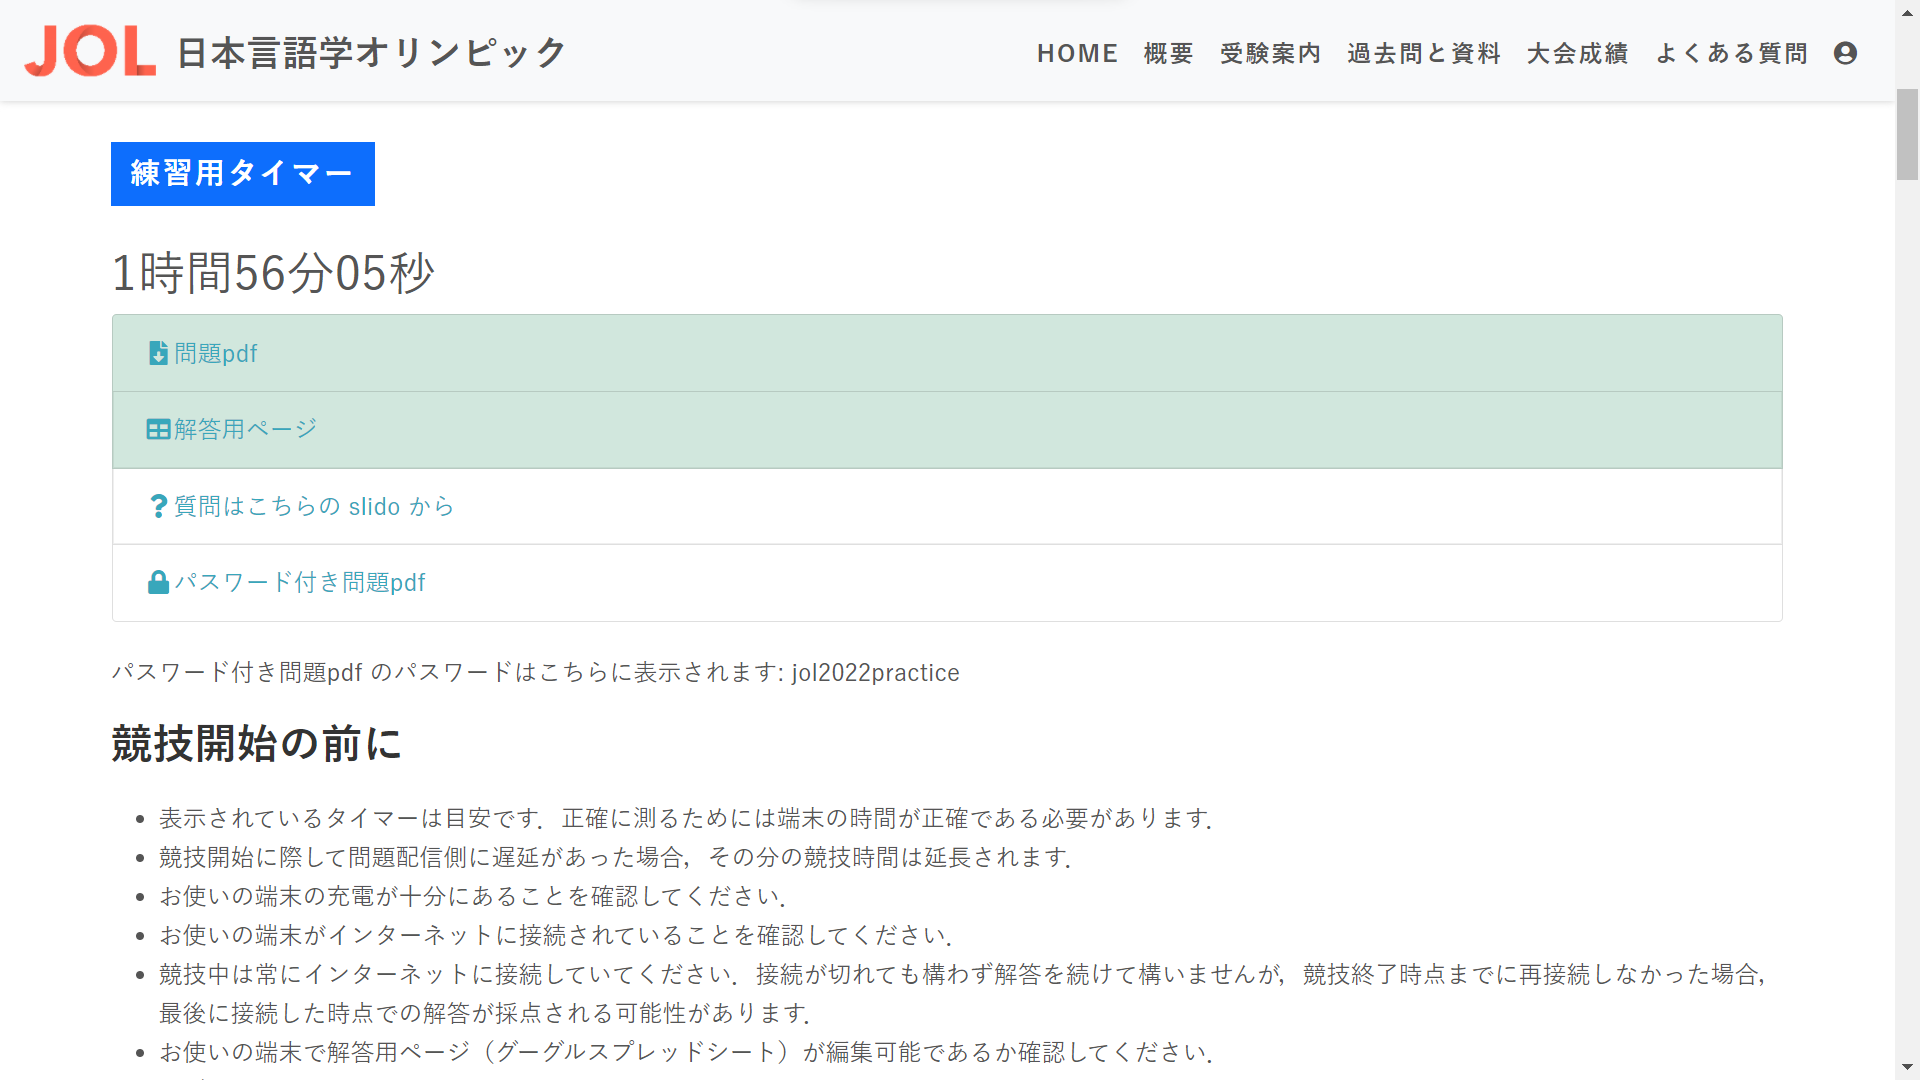 JOL 日本言語学オリンピック
HOME 概要 受験案内 過去問と資料 大会成績 よくある質問
練習用タイマー
1時間56分05秒
問題pdf
解答用ページ
質問はこちらの slido から
パスワード付き問題pdf
パスワード付き問題pdf のパスワードはこちらに表示されます: jol2022practice
競技開始の前に
表示されているタイマーは目安です．正確に測るためには端末の時間が正確である必要があります．
競技開始に際して問題配信側に遅延があった場合，その分の競技時間は延長されます．
お使いの端末の充電が十分にあることを確認してください．
お使いの端末がインターネットに接続されていることを確認してください．
競技中は常にインターネットに接続していてください．接続が切れても構わず解答を続けて構いませんが，競技終了時点までに再接続しなかった場合，
最後に接続した時点での解答が採点される可能性があります．
お使いの端末で解答用ページ（グーグルスプレッドシート）が編集可能であるか確認してください．